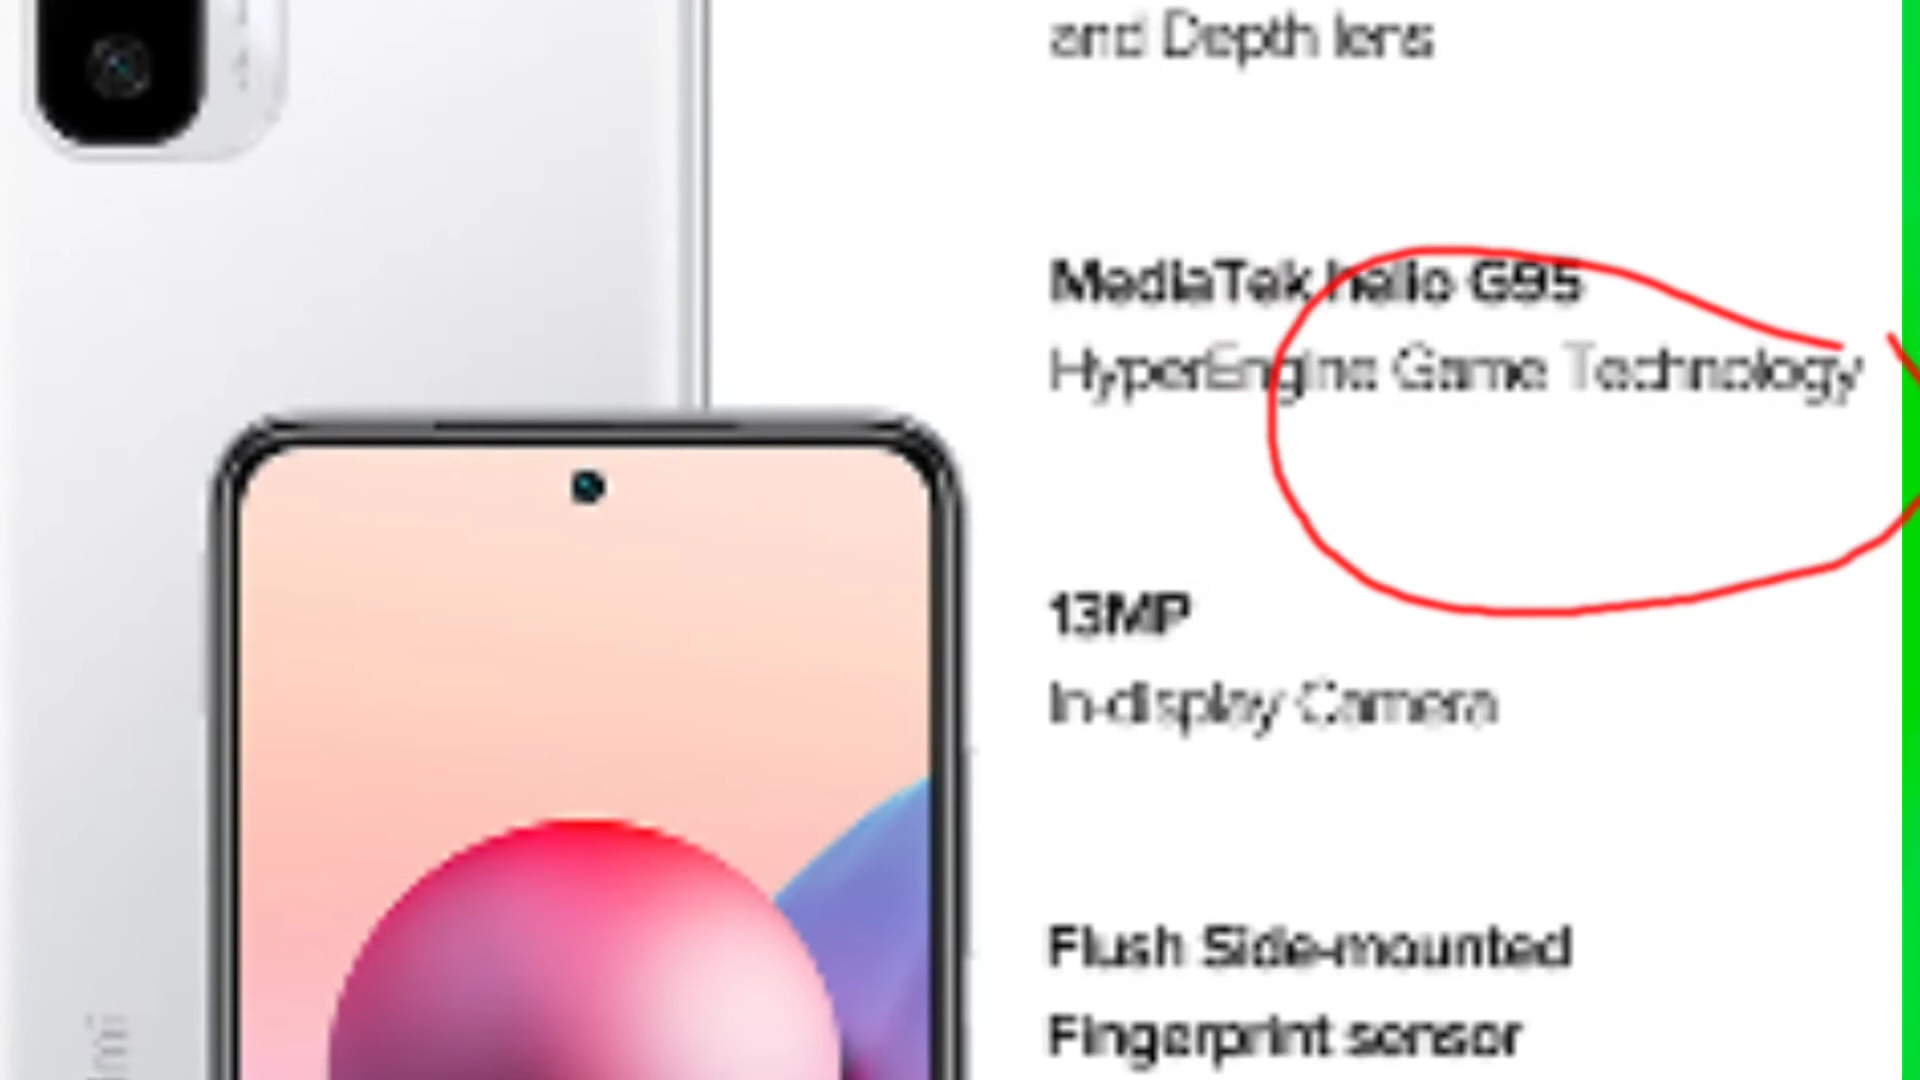 and Depth lens
MediaTek helio G95
HyperEngine Game Technology
13MP
In-display Camera
Flush Side-mounted
Fingerprint sensor